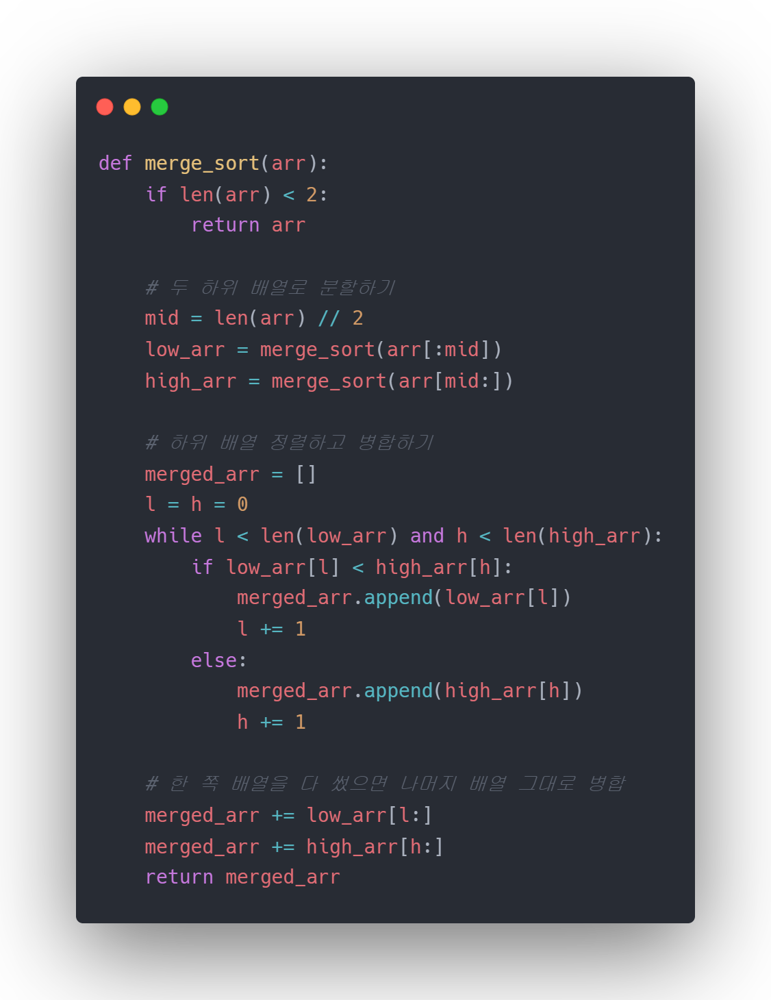 def merge_sort(arr):
    if len(arr) < 2:
        return arr

    # 두 하위 배열로 분할하기
    mid = len(arr) // 2
    low_arr = merge_sort(arr[:mid])
    high_arr = merge_sort(arr[mid:])

    # 하위 배열 정렬하고 병합하기
    merged_arr = []
    l = h = 0
    while l < len(low_arr) and h < len(high_arr):
        if low_arr[l] < high_arr[h]:
            merged_arr.append(low_arr[l])
            l += 1
        else:
            merged_arr.append(high_arr[h])
            h += 1

    # 한 쪽 배열을 다 썼으면 나머지 배열 그대로 병합
    merged_arr += low_arr[l:]
    merged_arr += high_arr[h:]
    return merged_arr